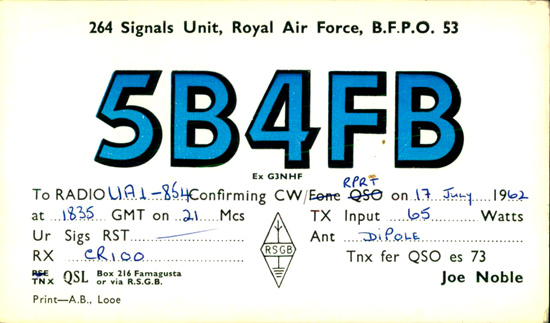 264 Signals Unit, Royal Air Force, B.F.P.O. 53
5B4FB
Ex G3NHF
RPRT
To RADIO UA1-854 Confirming CW/Fone QSO on 17 July 1962
at 1835 GMT on 21 Mcs TX Input 65 Watts
Ur Sigs RST Ant DIPOLE
RX CR100 Tnx fer QSO es 73
RSGB
PSE TNX QSL Box 216 Famagusta or via R.S.G.B. Joe Noble
Print—A.B., Looe